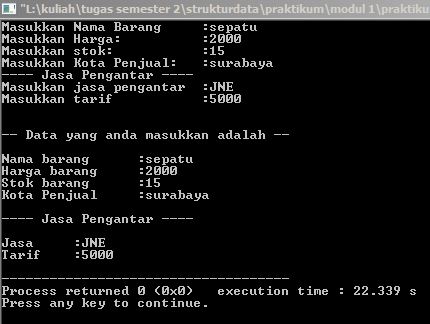 "L:\kuliah\tugas semester 2\strukturdata\praktikum\modul 1\praktiku
Masukkan Nama Barang :sepatu
Masukkan Harga: :2000
Masukkan stok: :15
Masukkan Kota Penjual: :surabaya
---- Jasa Pengantar ----
Masukkan jasa pengantar :JNE
Masukkan tarif :5000
-- Data yang anda masukkan adalah --
Nama barang :sepatu
Harga barang :2000
Stok barang :15
Kota Penjual :surabaya
---- Jasa Pengantar ----
Jasa :JNE
Tarif :5000
------------------------------------
Process returned 0 (0x0) execution time : 22.339 s
Press any key to continue.